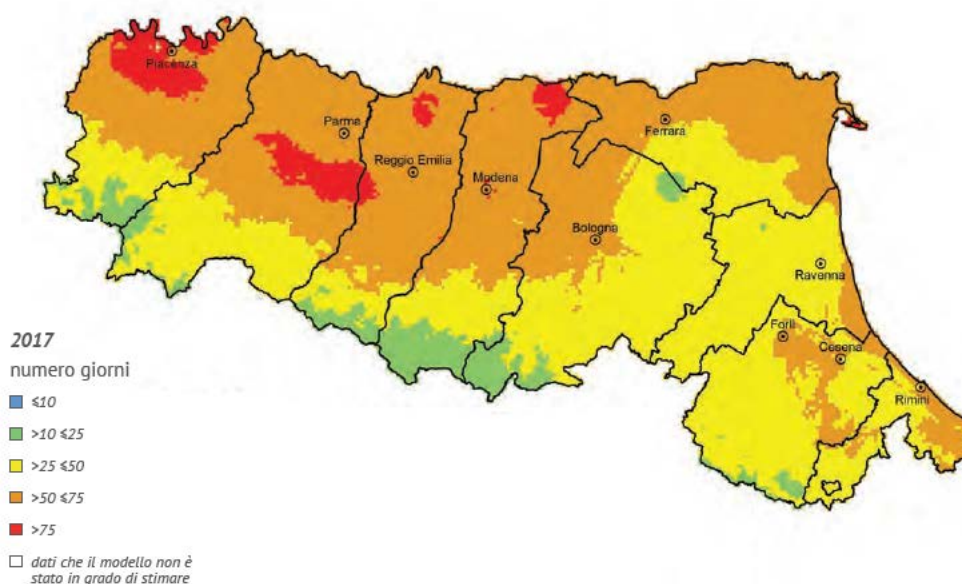 Piacenza
Parma
Reggio Emilia
Modena
Ferrara
Bologna
Ravenna
Forlì
Cesena
Rimini
2017
numero giorni
≤10
>10 ≤25
>25 ≤50
>50 ≤75
>75
dati che il modello non è
stato in grado di stimare